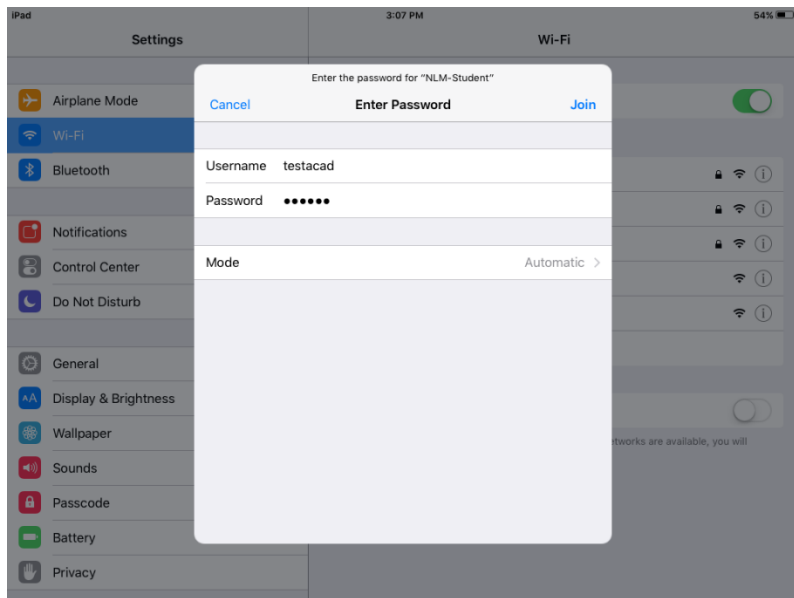 iPad 3:07 PM 54%
Settings Wi-Fi
Enter the password for “NLM-Student”
Cancel Enter Password Join
Username testacad
Password ••••••
Mode Automatic
Airplane Mode
Wi-Fi
Bluetooth
Notifications
Control Center
Do Not Disturb
General
Display & Brightness
Wallpaper
Sounds
Passcode
Battery
Privacy
are available, you will